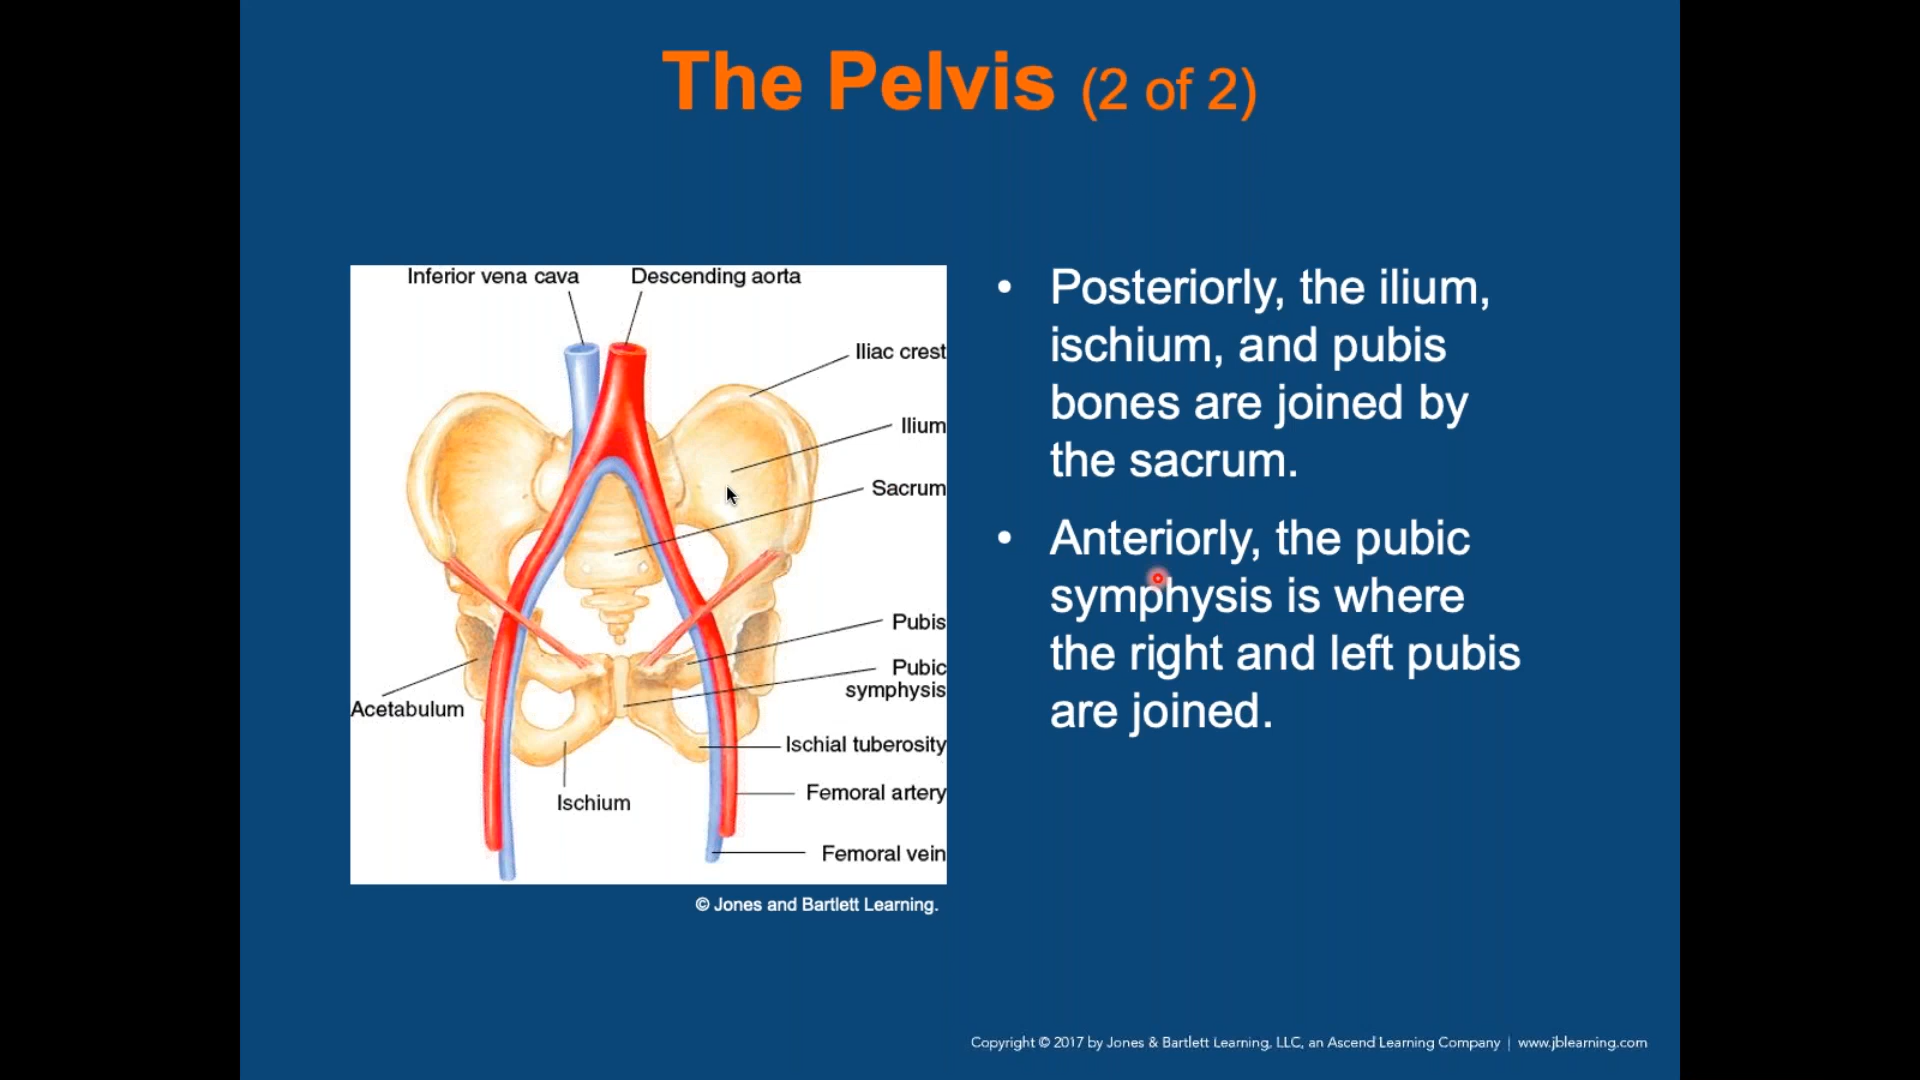 The Pelvis (2 of 2)
Inferior vena cava
Descending aorta
Iliac crest
Ilium
Sacrum
Pubis
Pubic
symphysis
Acetabulum
Ischial tuberosity
Ischium
Femoral artery
Femoral vein
© Jones and Bartlett Learning.
• Posteriorly, the ilium,
ischium, and pubis
bones are joined by
the sacrum.
• Anteriorly, the pubic
symphysis is where
the right and left pubis
are joined.
Copyright © 2017 by Jones & Bartlett Learning, LLC, an Ascend Learning Company | www.jblearning.com